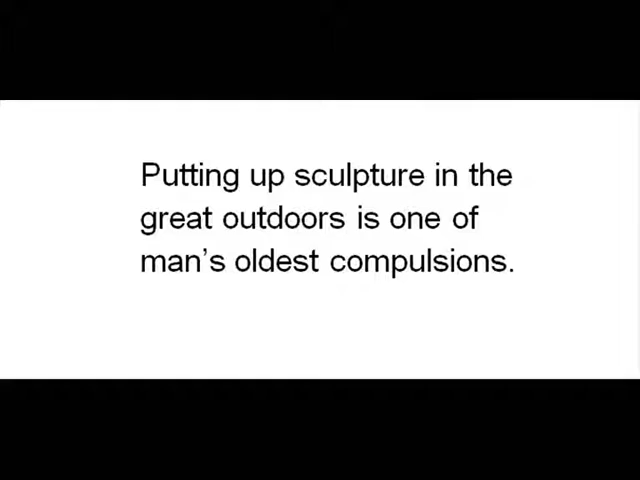 Putting up sculpture in the
great outdoors is one of
man’s oldest compulsions.